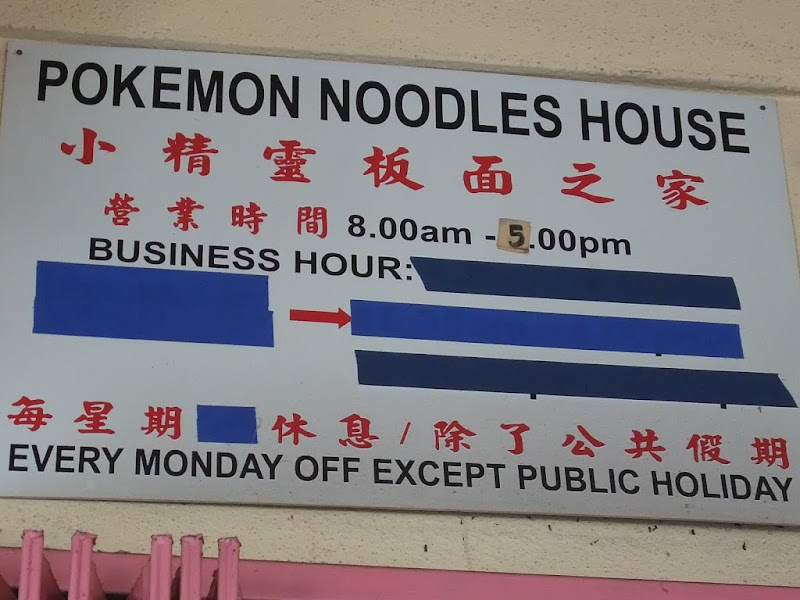 POKEMON NOODLES HOUSE
小精靈板面之家
營業時間 8.00am - 5.00pm
BUSINESS HOUR:
每星期 休息/除了公共假期
EVERY MONDAY OFF EXCEPT PUBLIC HOLIDAY